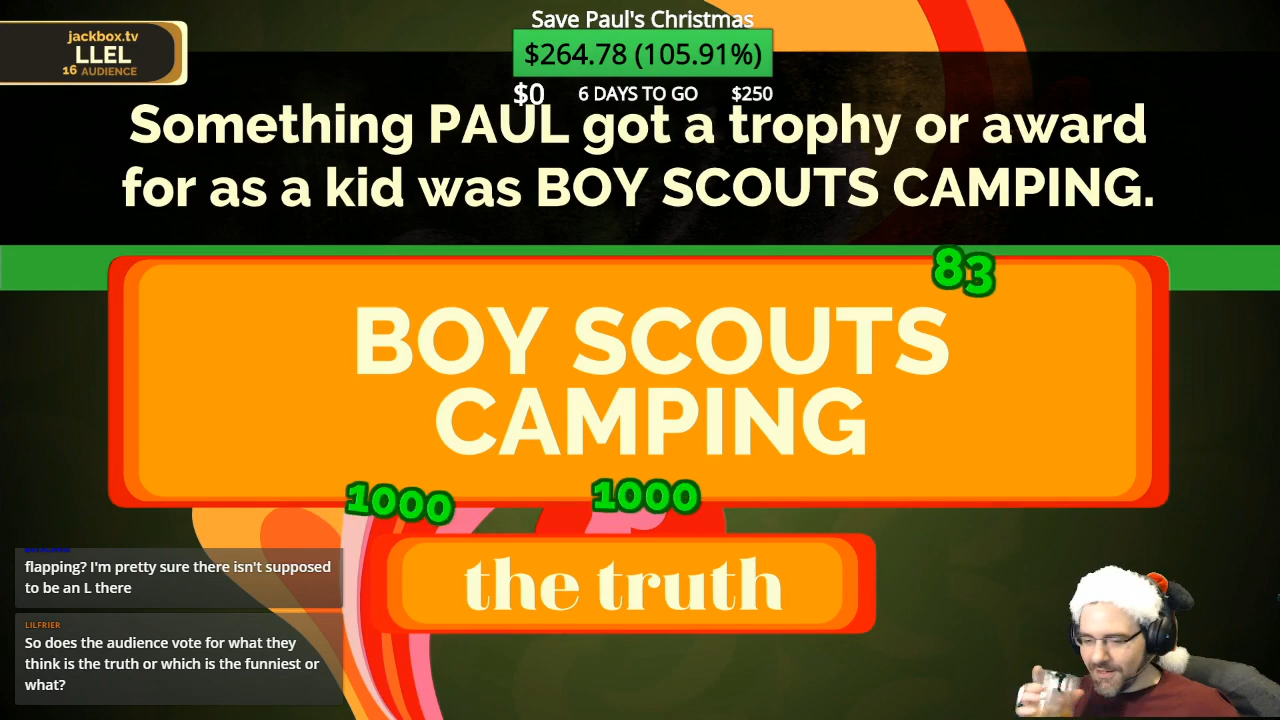 jackbox.tv
LLEL
16 AUDIENCE
Save Paul's Christmas
$264.78 (105.91%)
$0 6 DAYS TO GO $250
Something PAUL got a trophy or award
for as a kid was BOY SCOUTS CAMPING.
83
BOY SCOUTS
CAMPING
1000 1000
the truth
flapping? I'm pretty sure there isn't supposed
to be an L there
LILFRIER
So does the audience vote for what they
think is the truth or which is the funniest or
what?